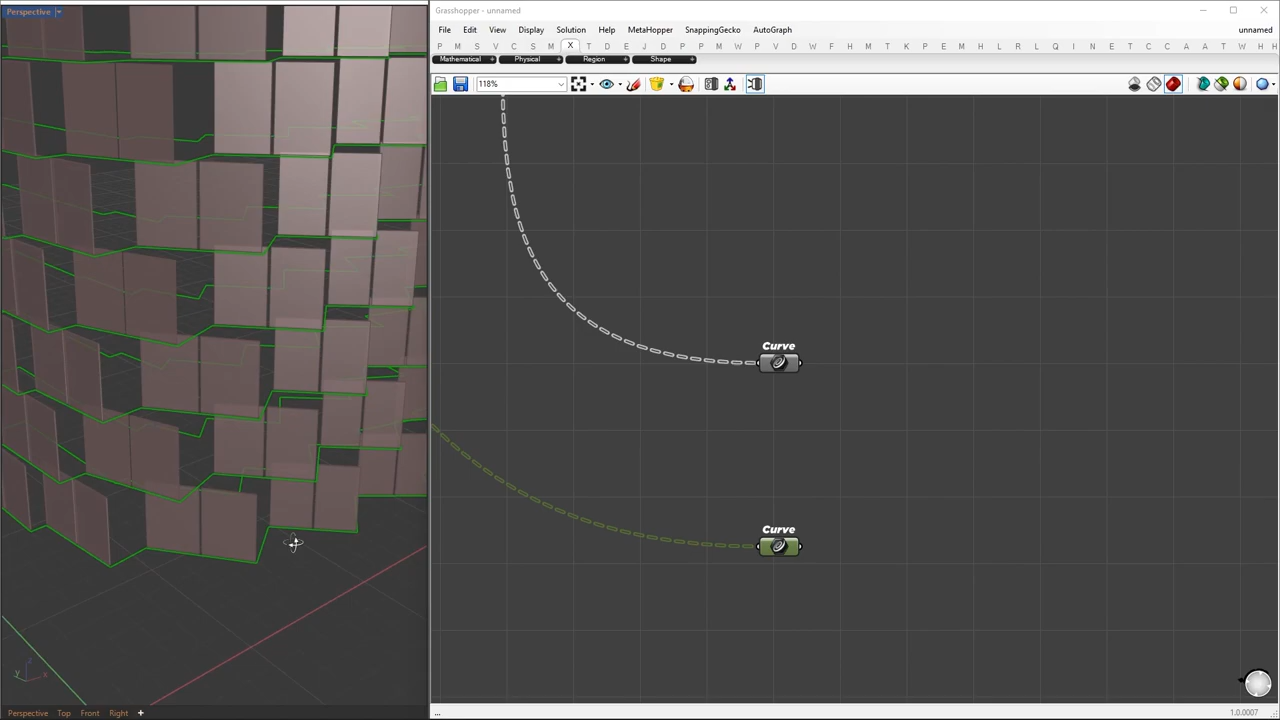 Perspective
Grasshopper - unnamed
File Edit View Display Solution Help MetaHopper SnappingGecko AutoGraph unnamed
P M S V C S M X T D E F L H B K D P C A M W P E L N K A M H G
Mathematical + Physical + Region + Shape +
118%
Curve
Curve
z
y x
Perspective Top Front Right
... 1.0.0007